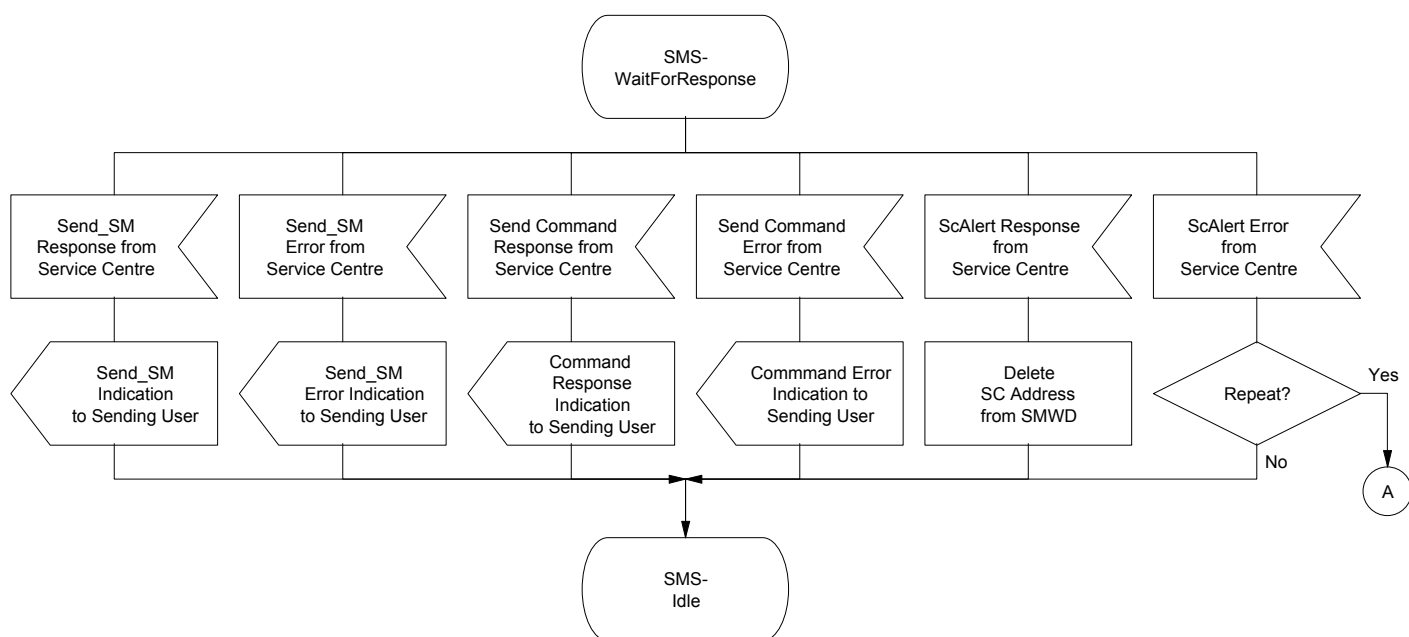 SMS-
WaitForResponse
Send_SM
Response from
Service Centre
Send_SM
Error from
Service Centre
Send Command
Response from
Service Centre
Send Command
Error from
Service Centre
ScAlert Response
from
Service Centre
ScAlert Error
from
Service Centre
Send_SM
Indication
to Sending User
Send_SM
Error Indication
to Sending User
Command
Response
Indication
to Sending User
Commmand Error
Indication to
Sending User
Delete
SC Address
from SMWD
Repeat?
Yes
No
A
SMS-
Idle